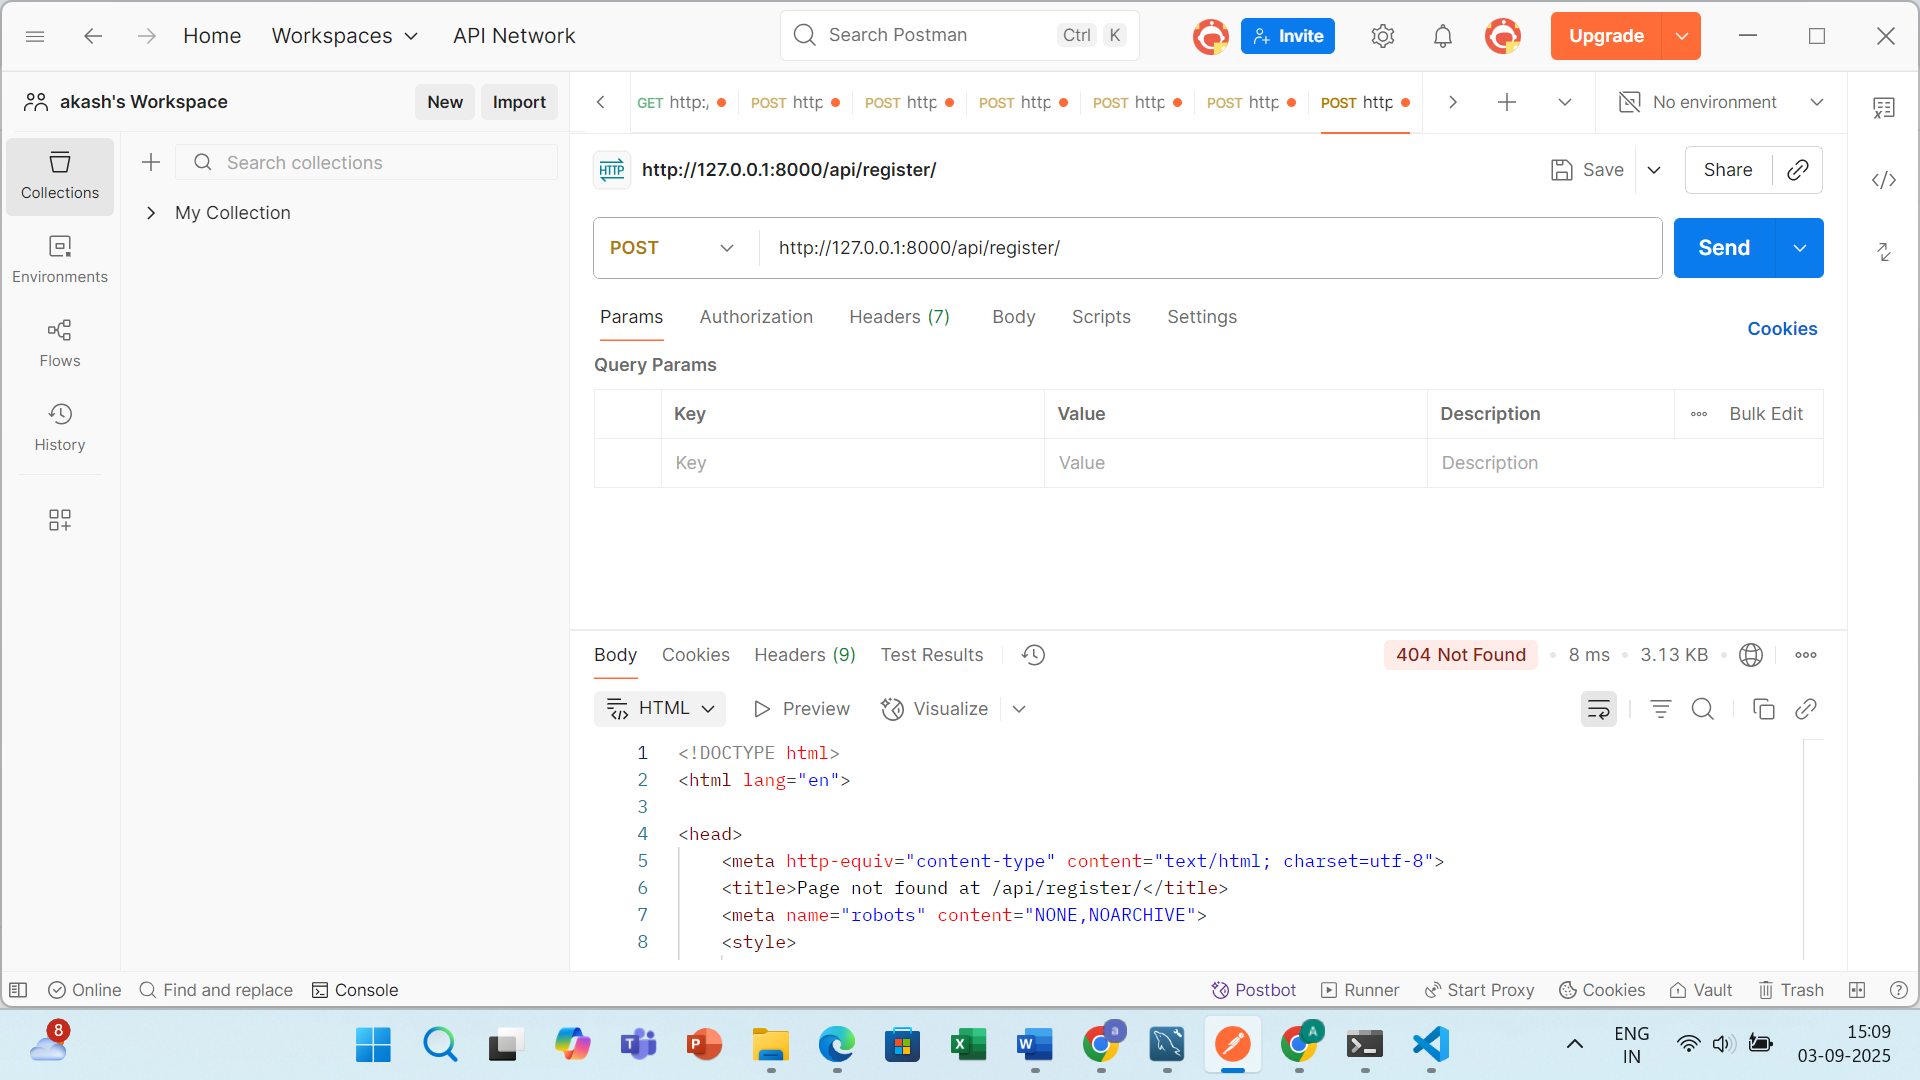 Home
Workspaces
API Network
Search Postman
Ctrl
K
Invite
Upgrade
akash's Workspace
New
Import
GET http:/
POST http
POST http
POST http
POST http
POST http
POST http
No environment
Collections
Environments
Flows
History
Search collections
My Collection
HTTP
http://127.0.0.1:8000/api/register/
Save
Share
POST
http://127.0.0.1:8000/api/register/
Send
Params
Authorization
Headers (7)
Body
Scripts
Settings
Cookies
Query Params
Key
Value
Description
Bulk Edit
Key
Value
Description
Body
Cookies
Headers (9)
Test Results
404 Not Found
8 ms
3.13 KB
HTML
Preview
Visualize
1 <!DOCTYPE html>
2 <html lang="en">
3
4 <head>
5 <meta http-equiv="content-type" content="text/html; charset=utf-8">
6 <title>Page not found at /api/register/</title>
7 <meta name="robots" content="NONE,NOARCHIVE">
8 <style>
Online
Find and replace
Console
Postbot
Runner
Start Proxy
Cookies
Vault
Trash
8
a
A
ENG
IN
15:09
03-09-2025